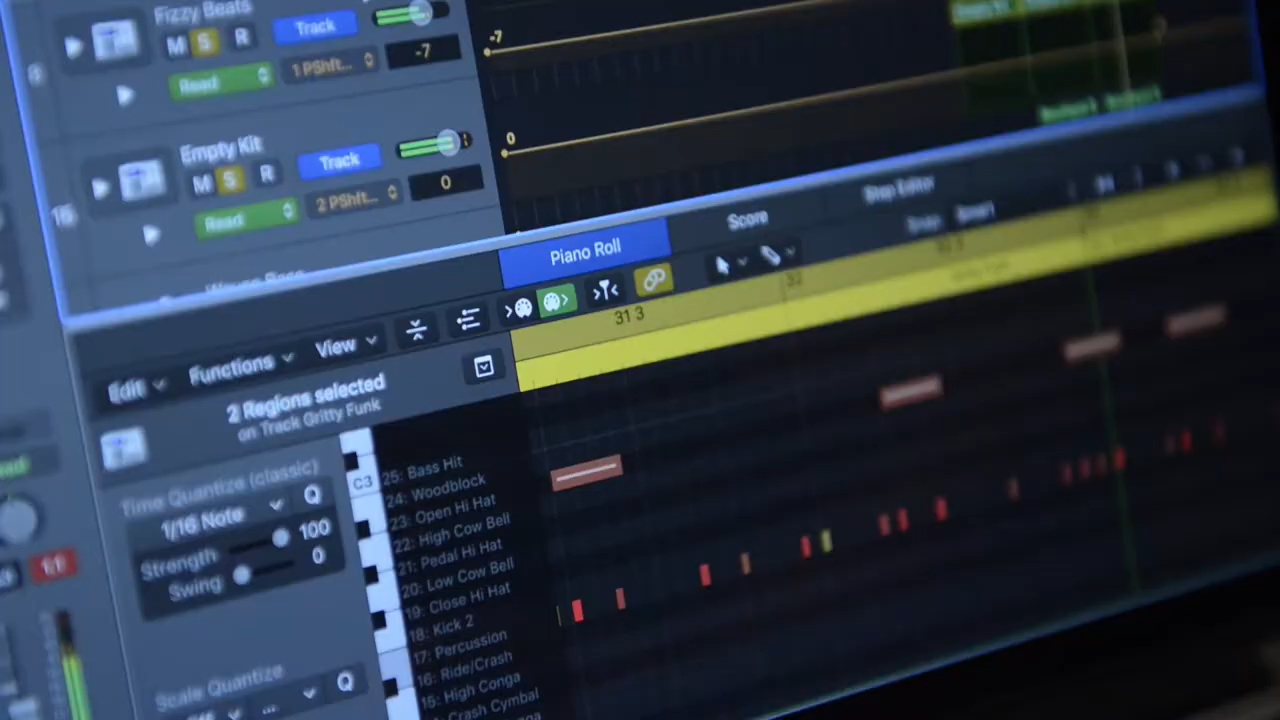 Fizzy Beats
M S R Track
Read 1 PShft... -7
-7
Empty Kit
M S R Track
Read 2 PShft... 0
0
Piano Roll Score Step Editor
Edit Functions View
31 3
32
2 Regions selected
on Track Gritty Funk
Time Quantize (classic)
1/16 Note Q
Strength 100
Swing 0
Scale Quantize
Q
C3
25: Bass Hit
24: Woodblock
23: Open Hi Hat
22: High Cow Bell
21: Pedal Hi Hat
20: Low Cow Bell
19: Close Hi Hat
18: Kick 2
17: Percussion
16: Ride/Crash
15: High Conga
Crash Cymbal